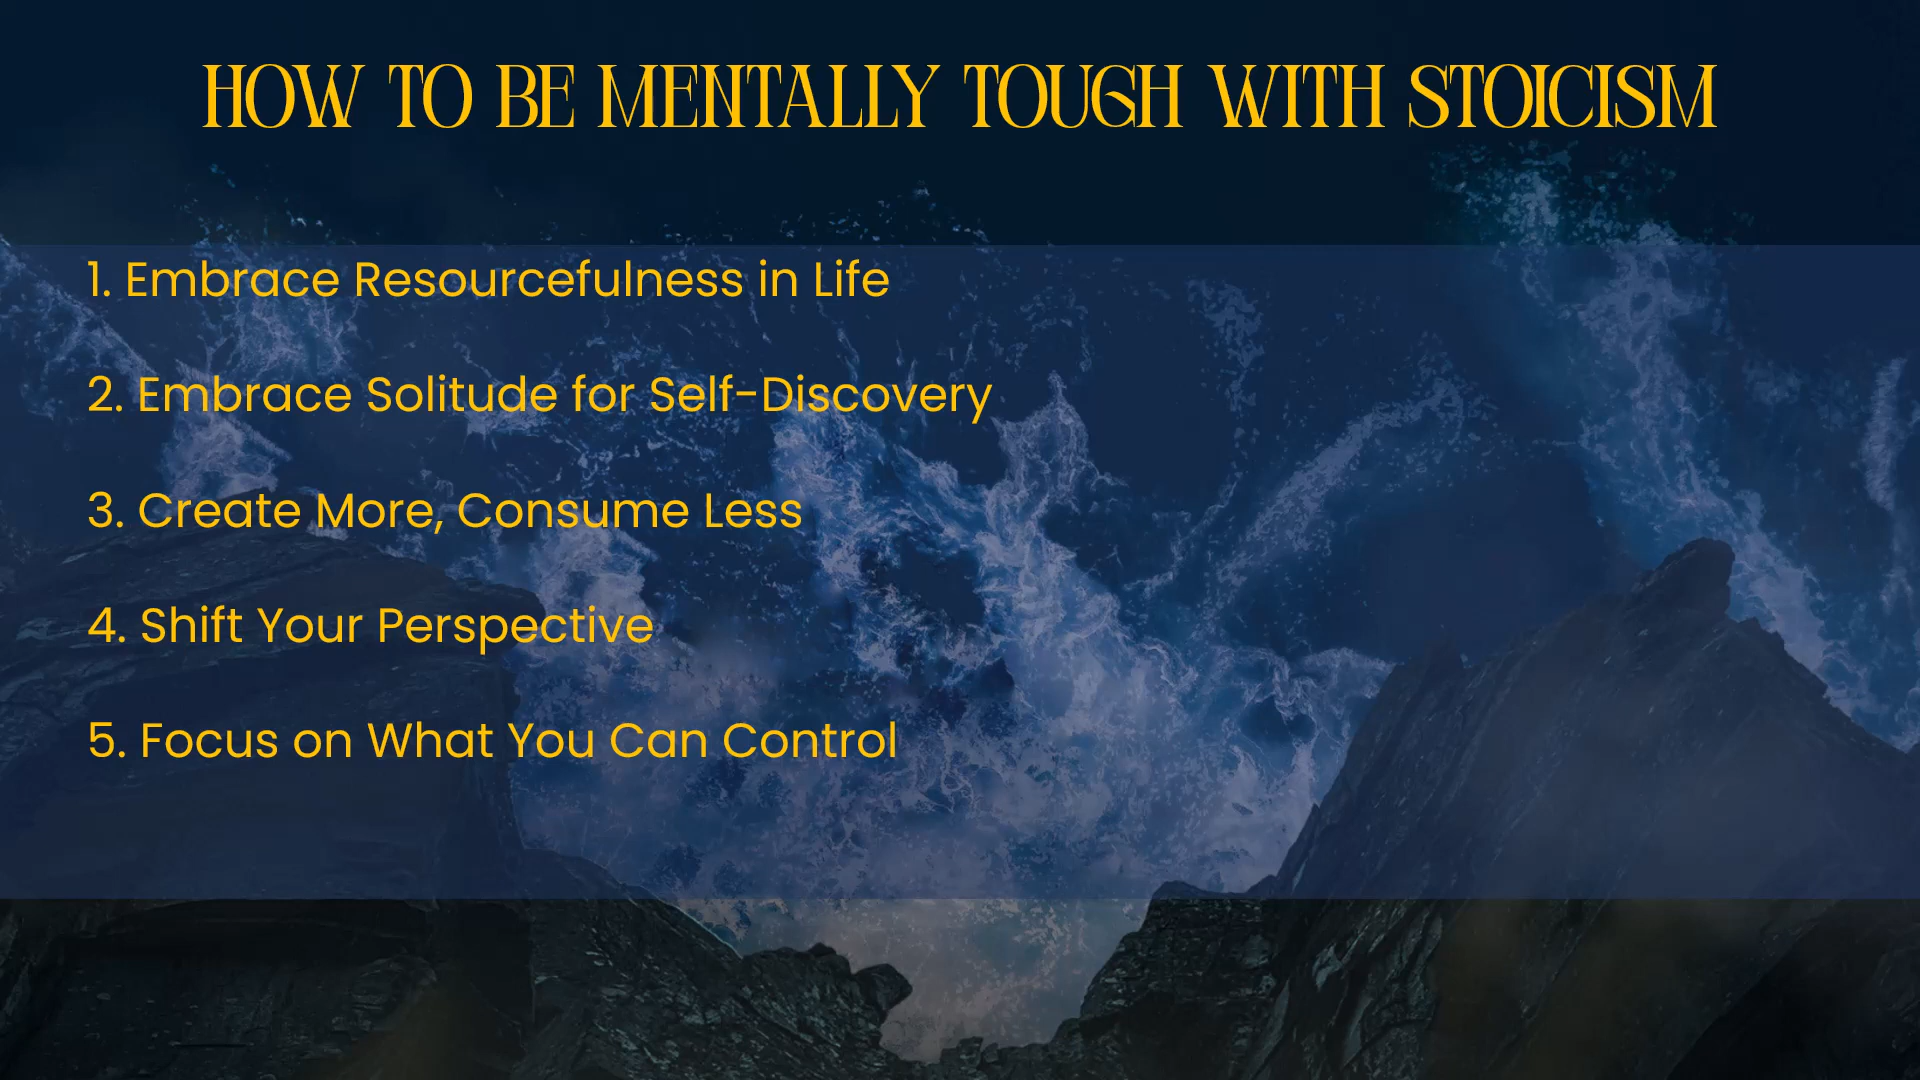 HOW TO BE MENTALLY TOUGH WITH STOICISM
1. Embrace Resourcefulness in Life
2. Embrace Solitude for Self-Discovery
3. Create More, Consume Less
4. Shift Your Perspective
5. Focus on What You Can Control